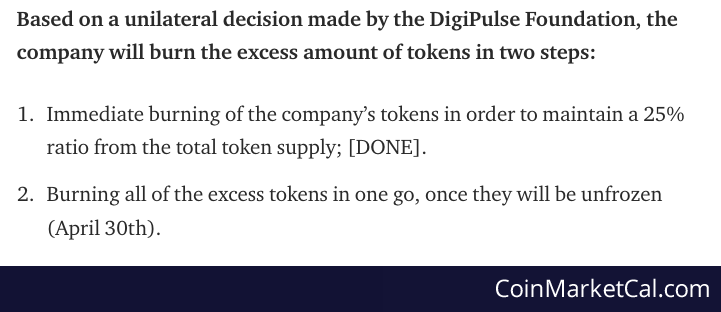 Based on a unilateral decision made by the DigiPulse Foundation, the
company will burn the excess amount of tokens in two steps:
1. Immediate burning of the company’s tokens in order to maintain a 25%
ratio from the total token supply; [DONE].
2. Burning all of the excess tokens in one go, once they will be unfrozen
(April 30th).
CoinMarketCal.com